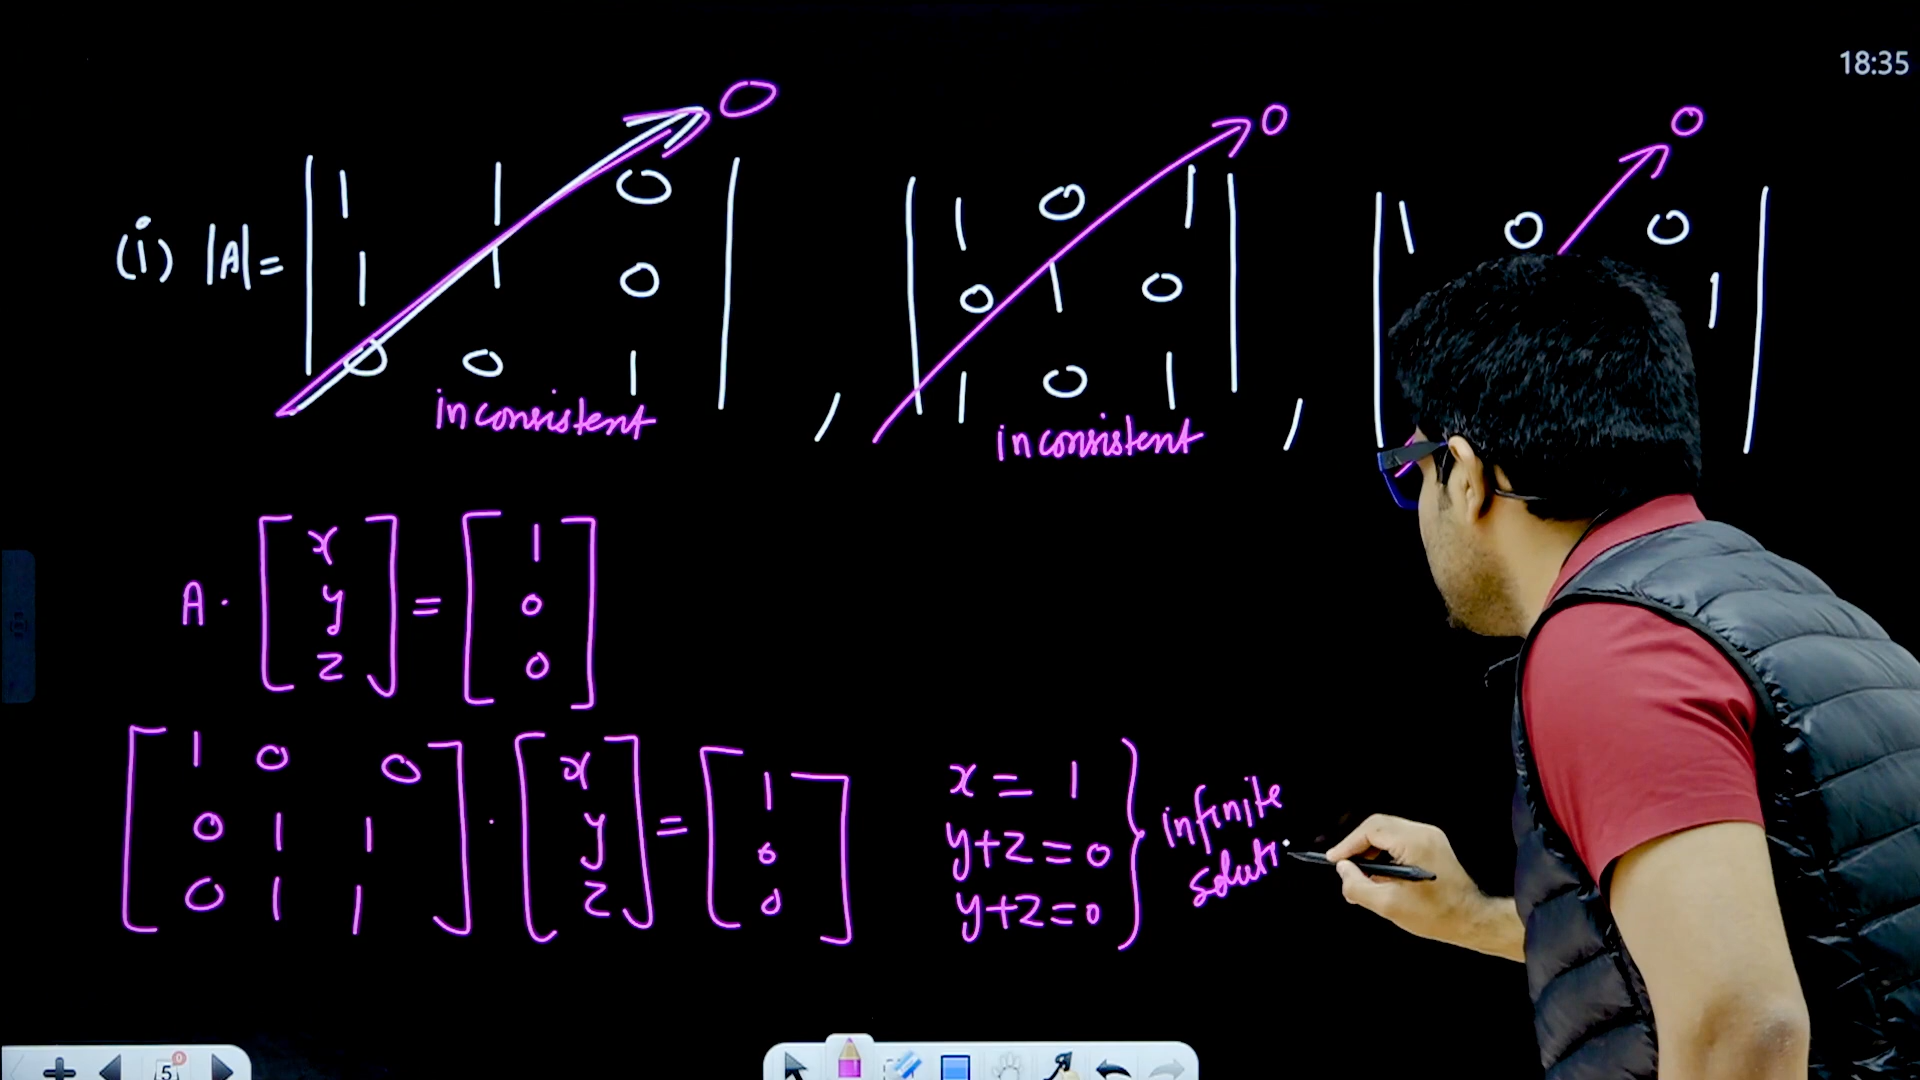 18:35
0 0 0
(i) |A| = | 1 1 0 | | 1 0 1 | | 1 0 0 |
| 1 1 0 | | 0 1 0 | | 1 |
| 0 0 1 | , | 1 0 1 | , | |
inconsistent inconsistent
A · [ x y z ] = [ 1 0 0 ]
[ 1 0 0 ] [ x ] [ 1 ] x = 1
[ 0 1 1 ] · [ y ] = [ 0 ] y+z=0 } infinite
[ 0 1 1 ] [ z ] [ 0 ] y+z=0 soluti
5 0